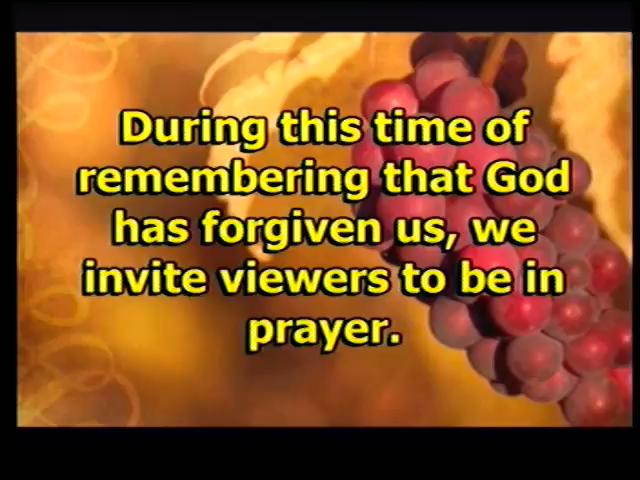 During this time of
remembering that God
has forgiven us, we
invite viewers to be in
prayer.